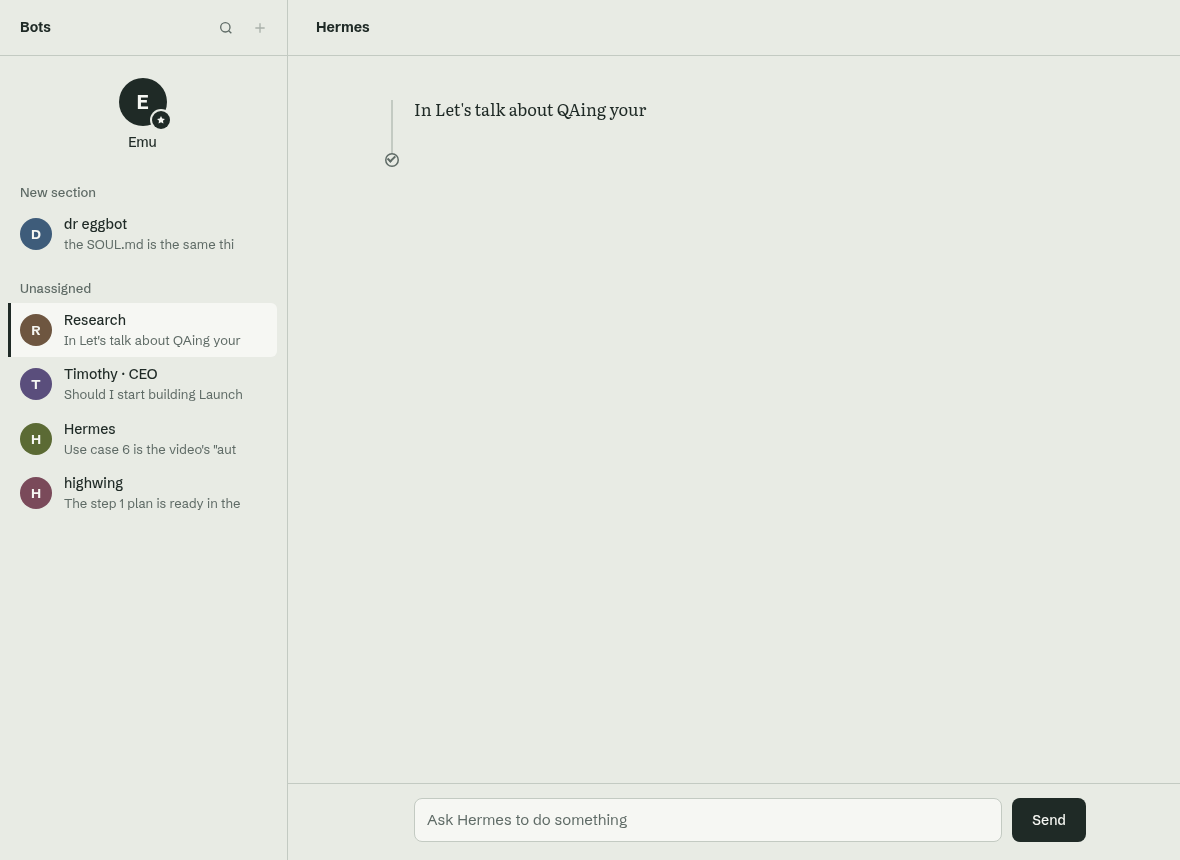 Bots
E
Emu
New section
D
dr eggbot
the SOUL.md is the same thi
Unassigned
R
Research
In Let's talk about QAing your
T
Timothy · CEO
Should I start building Launch
H
Hermes
Use case 6 is the video's "aut
H
highwing
The step 1 plan is ready in the
Hermes
In Let's talk about QAing your
Ask Hermes to do something
Send